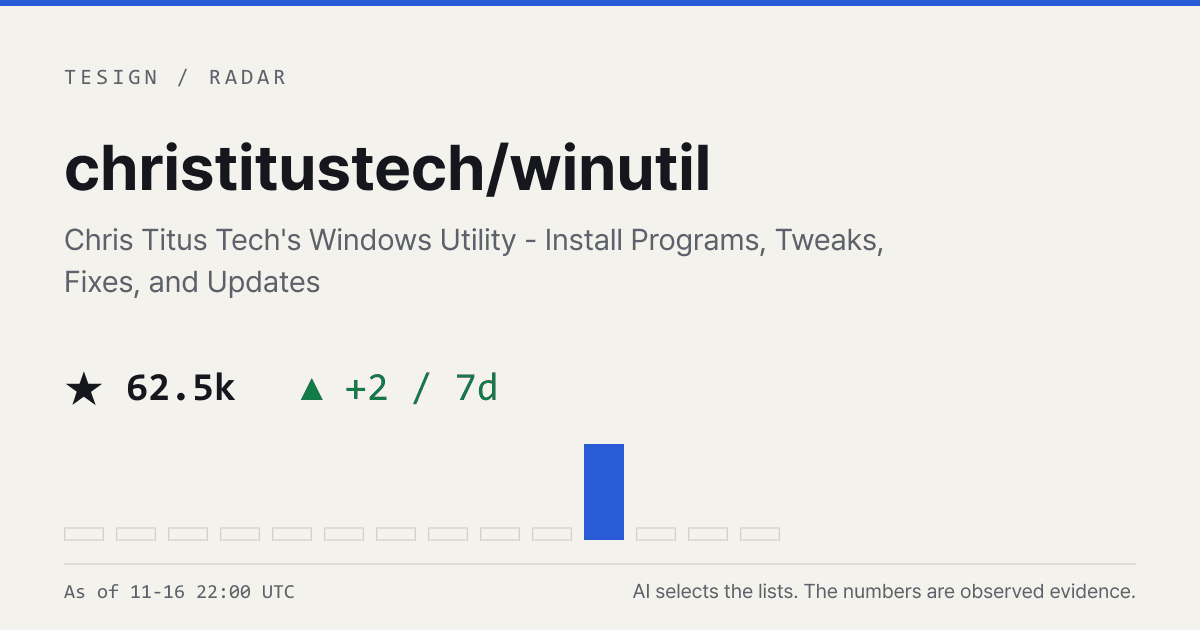 TESIGN / RADAR
christitustech/winutil
Chris Titus Tech's Windows Utility - Install Programs, Tweaks,
Fixes, and Updates
★ 62.5k ▲ +2 / 7d
As of 11-16 22:00 UTC
AI selects the lists. The numbers are observed evidence.